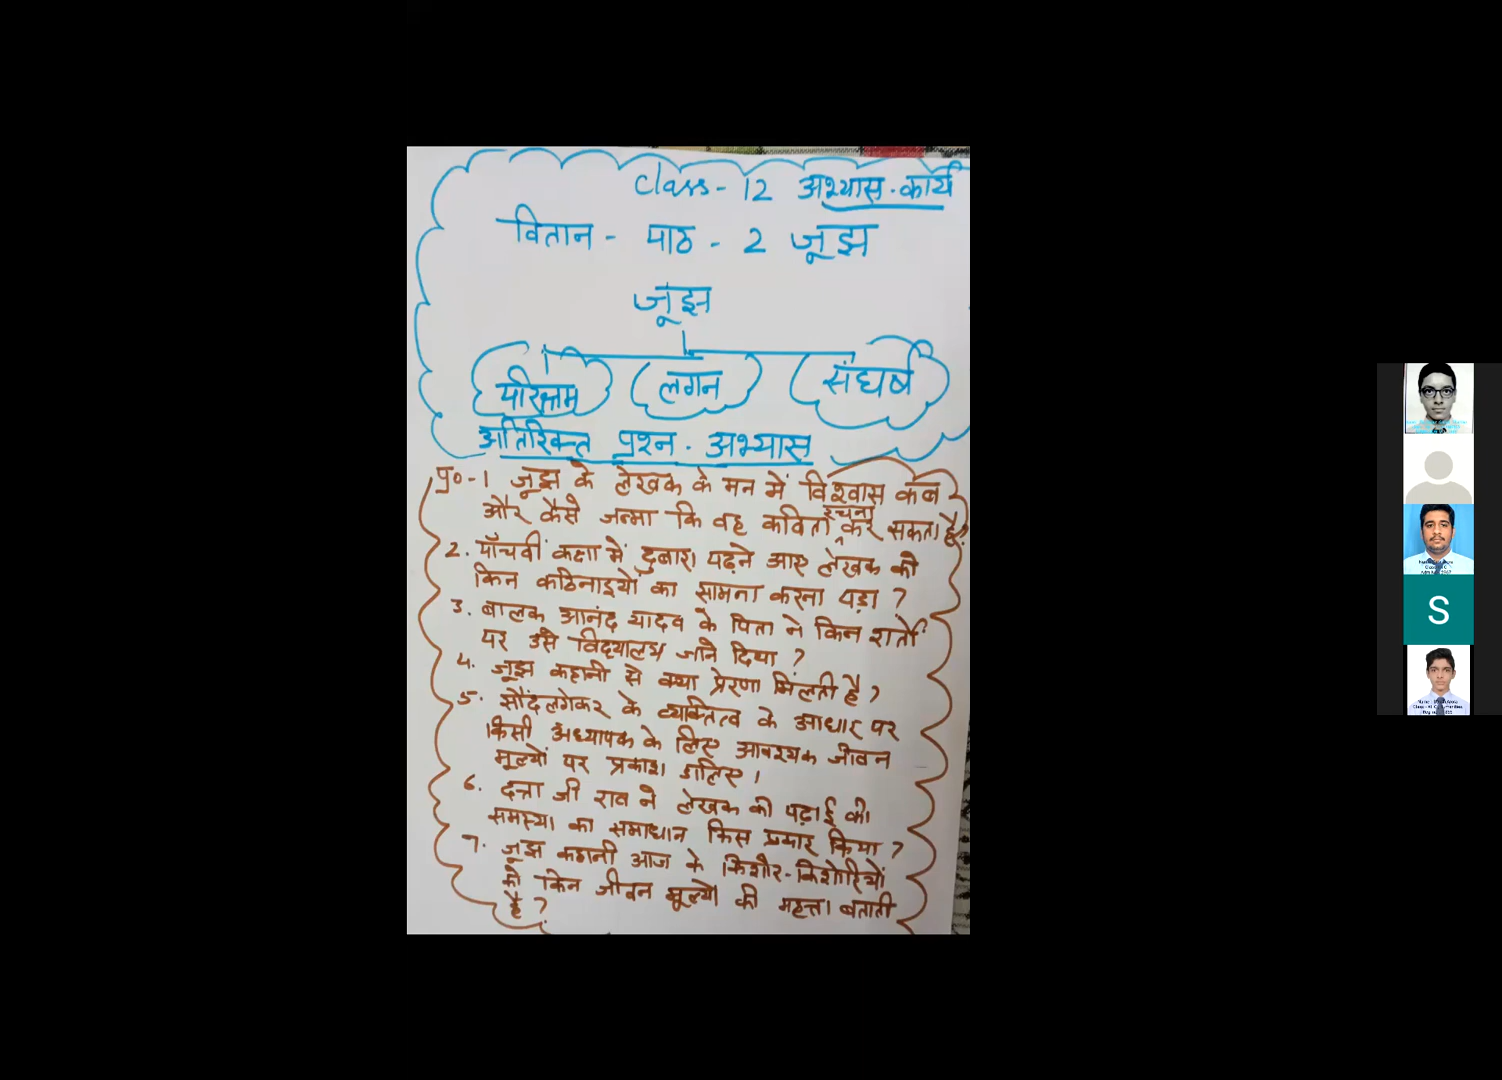 Class - 12 अभ्यास-कार्य
वितान - पाठ - 2 जूझ
जूझ
परिश्रम लगन संघर्ष
अतिरिक्त प्रश्न - अभ्यास
प्र०-1 जूझ के लेखक के मन में विश्वास कब
और कैसे जन्मा कि वह कविता रचना कर सकता है?
2. पाँचवीं कक्षा में दुबारा पढ़ने आए लेखक को
किन कठिनाइयों का सामना करना पड़ा ?
3. बालक आनंद यादव के पिता ने किन शर्तों
पर उसे विद्यालय जाने दिया ?
4. जूझ कहानी से क्या प्रेरणा मिलती है ?
5. सौंदलगेकर के व्यक्तित्व के आधार पर
किसी अध्यापक के लिए आवश्यक जीवन
मूल्यों पर प्रकाश डालिए।
6. दत्ता जी राव ने लेखक की पढ़ाई की
समस्या का समाधान किस प्रकार किया ?
7. जूझ कहानी आज के किशोर-किशोरियों
को किन जीवन मूल्यों की महत्ता बताती
है ?
S